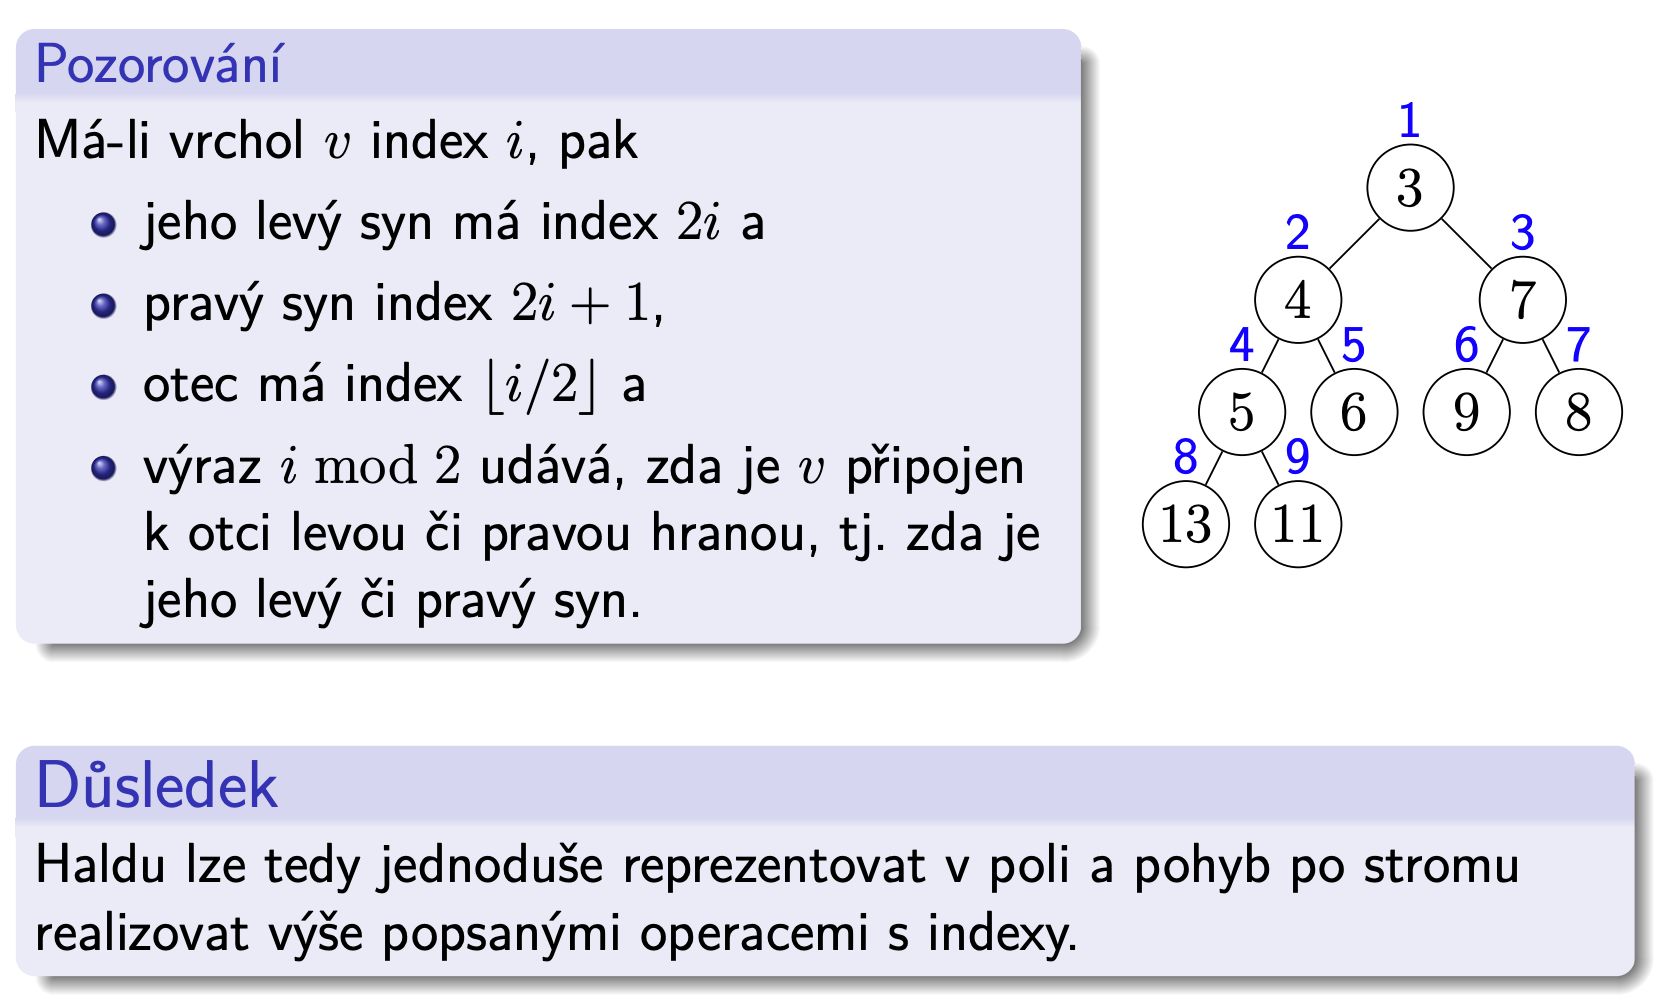 Pozorování
Má-li vrchol v index i, pak
jeho levý syn má index 2i a
pravý syn index 2i + 1,
otec má index ⌊i/2⌋ a
výraz i mod 2 udává, zda je v připojen
k otci levou či pravou hranou, tj. zda je
jeho levý či pravý syn.
1
3
2 3
4 7
4 5 6 7
5 6 9 8
8 9
13 11
Důsledek
Haldu lze tedy jednoduše reprezentovat v poli a pohyb po stromu
realizovat výše popsanými operacemi s indexy.